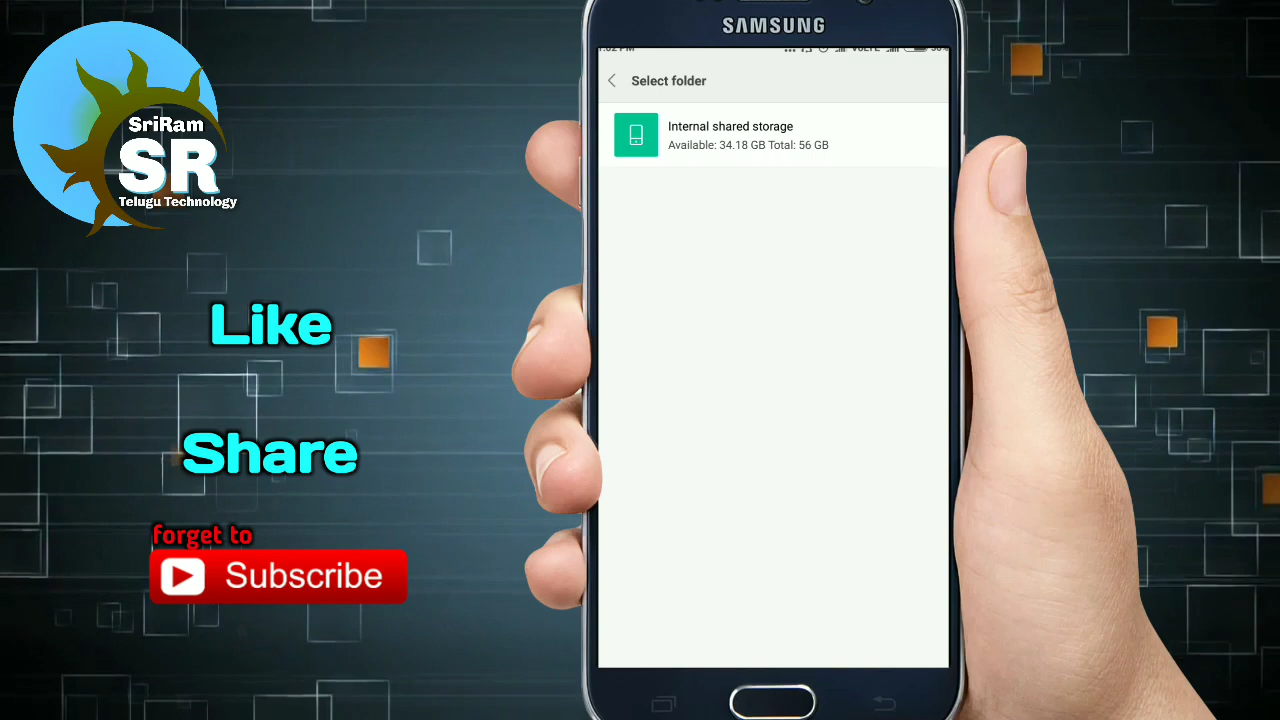 SriRam
SR
Telugu Technology
Like
Share
forget to
Subscribe
SAMSUNG
Select folder
Internal shared storage
Available: 34.18 GB Total: 56 GB